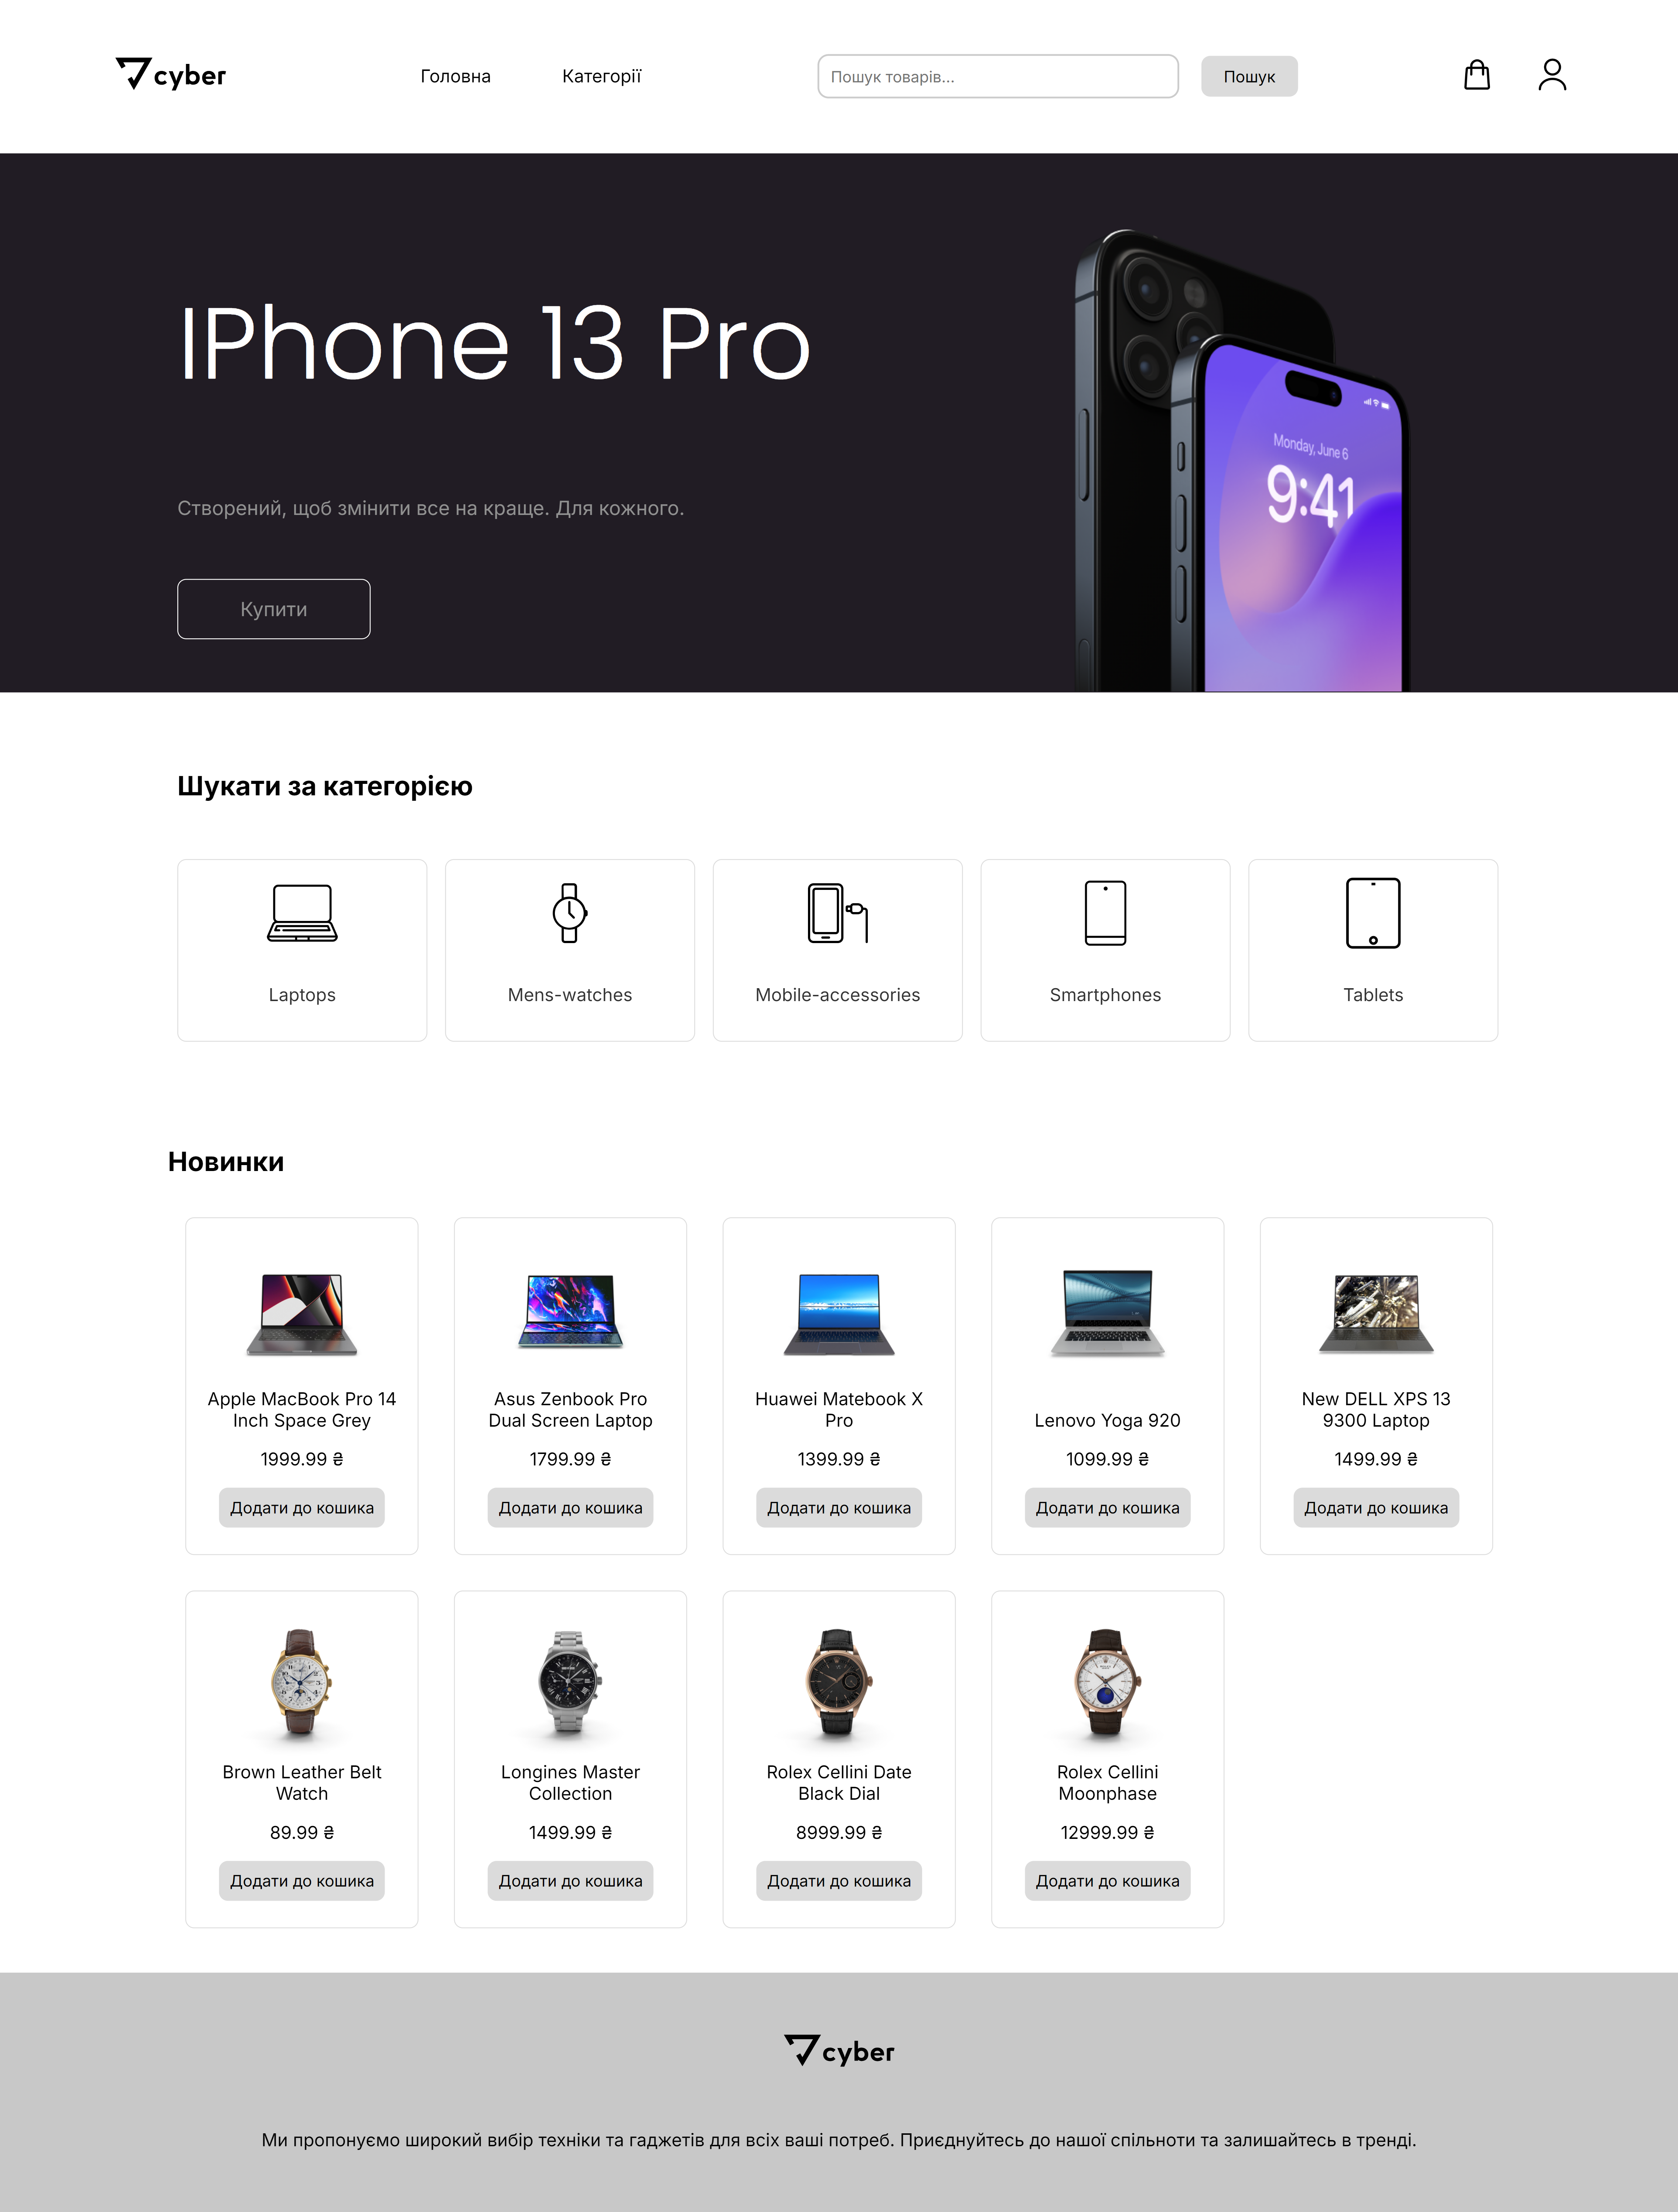 cyber
Головна
Категорії
Пошук товарів...
Пошук
IPhone 13 Pro
Monday, June 6
9:41
Створений, щоб змінити все на краще. Для кожного.
Купити
Шукати за категорією
Laptops
Mens-watches
Mobile-accessories
Smartphones
Tablets
Новинки
Apple MacBook Pro 14
Inch Space Grey
1999.99 ₴
Додати до кошика
Asus Zenbook Pro
Dual Screen Laptop
1799.99 ₴
Додати до кошика
Huawei Matebook X
Pro
1399.99 ₴
Додати до кошика
Lenovo Yoga 920
1099.99 ₴
Додати до кошика
New DELL XPS 13
9300 Laptop
1499.99 ₴
Додати до кошика
Brown Leather Belt
Watch
89.99 ₴
Додати до кошика
Longines Master
Collection
1499.99 ₴
Додати до кошика
Rolex Cellini Date
Black Dial
8999.99 ₴
Додати до кошика
Rolex Cellini
Moonphase
12999.99 ₴
Додати до кошика
cyber
Ми пропонуємо широкий вибір техніки та гаджетів для всіх ваші потреб. Приєднуйтесь до нашої спільноти та залишайтесь в тренді.